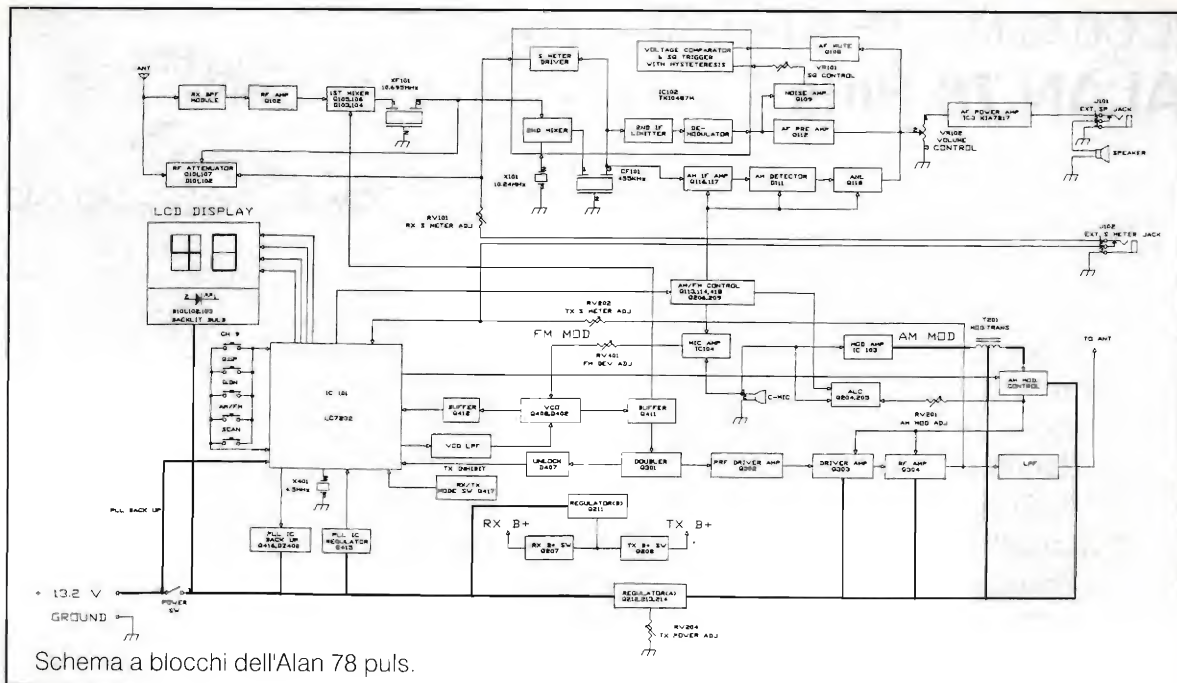 ANT
RX BPF
MODULE
RF AMP
Q102
1ST MIXER
Q105,106
Q103,104
XF101
10.695MHz
S METER
DRIVER
VOLTAGE COMPARATOR
& SQ TRIGGER
WITH HYSTETERESIS
AF MUTE
Q108
VR101
SQ CONTROL
IC102
TK10487M
NOISE AMP
Q109
2ND MIXER
2ND IF
LIMITTER
DE-
MODULATOR
AF PRE AMP
Q112
AF POWER AMP
IC3 KIA7217
VR102
VOLUME
CONTROL
J101
EXT.SP JACK
SPEAKER
RF ATTENUATOR
Q101,107
D101,102
X101
10.24MHz
CF101
455KHz
AM IF AMP
Q116,117
AM DETECTOR
D111
ANL
Q118
LCD DISPLAY
RV101
RX S METER ADJ
J102
EXT.S METER JACK
BACKLIT BULB
AM/FM CONTROL
Q113,114,418
Q206,209
RV202
TX S METER ADJ
CH 9
DISP
AM/FM
SCAN
FM MOD
RV401
FM DEV ADJ
MIC AMP
IC104
MOD AMP
IC 103
AM MOD
T201
MOD TRANS
TO ANT
IC 101
LC7232
C-MIC
ALC
Q204,203
AM MOD
CONTROL
RV201
AM MOD ADJ
BUFFER
Q412
VCO
Q408,D402
BUFFER
Q411
VCO LPF
TX INHIBIT
UNLOCK
D407
DOUBLER
Q301
PRF DRIVER AMP
Q302
DRIVER AMP
Q303
RF AMP
Q304
LPF
X401
4.5MHz
RX/TX
MODE SW Q417
PLL BACK UP
PLL IC
BACK UP
PLL IC
REGULATOR
Q413
REGULATOR(B)
Q211
RX B+
RX B+ SW
Q207
TX B+ SW
Q208
TX B+
+ 13.2 V
POWER
SW
GROUND
REGULATOR(A)
Q212,213,214
RV204
TX POWER ADJ
Schema a blocchi dell'Alan 78 puls.